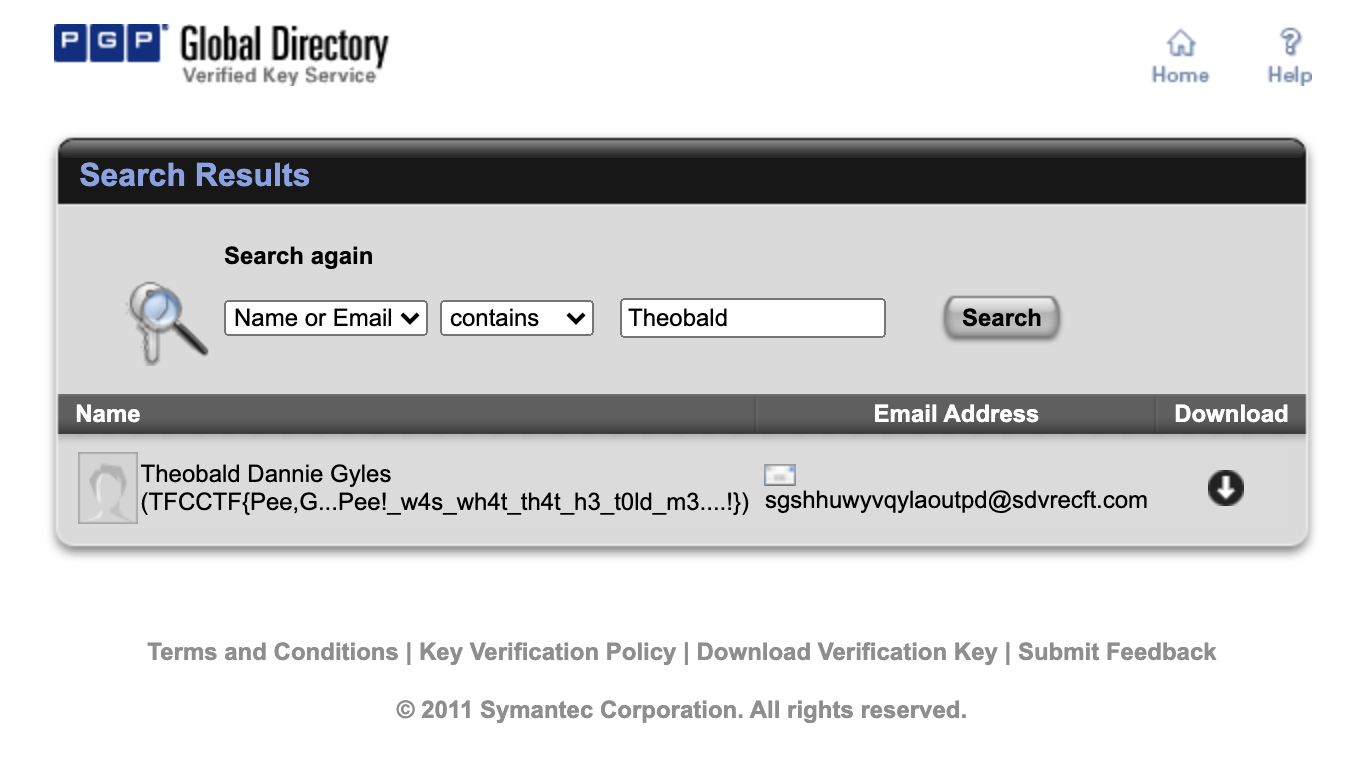 PGP Global Directory
Verified Key Service
Home
Help
Search Results
Search again
Name or Email
contains
Theobald
Search
Name
Email Address
Download
Theobald Dannie Gyles
(TFCCTF{Pee,G...Pee!_w4s_wh4t_th4t_h3_t0ld_m3....!})
sgshhuwyvqylaoutpd@sdvrecft.com
Terms and Conditions | Key Verification Policy | Download Verification Key | Submit Feedback
© 2011 Symantec Corporation. All rights reserved.